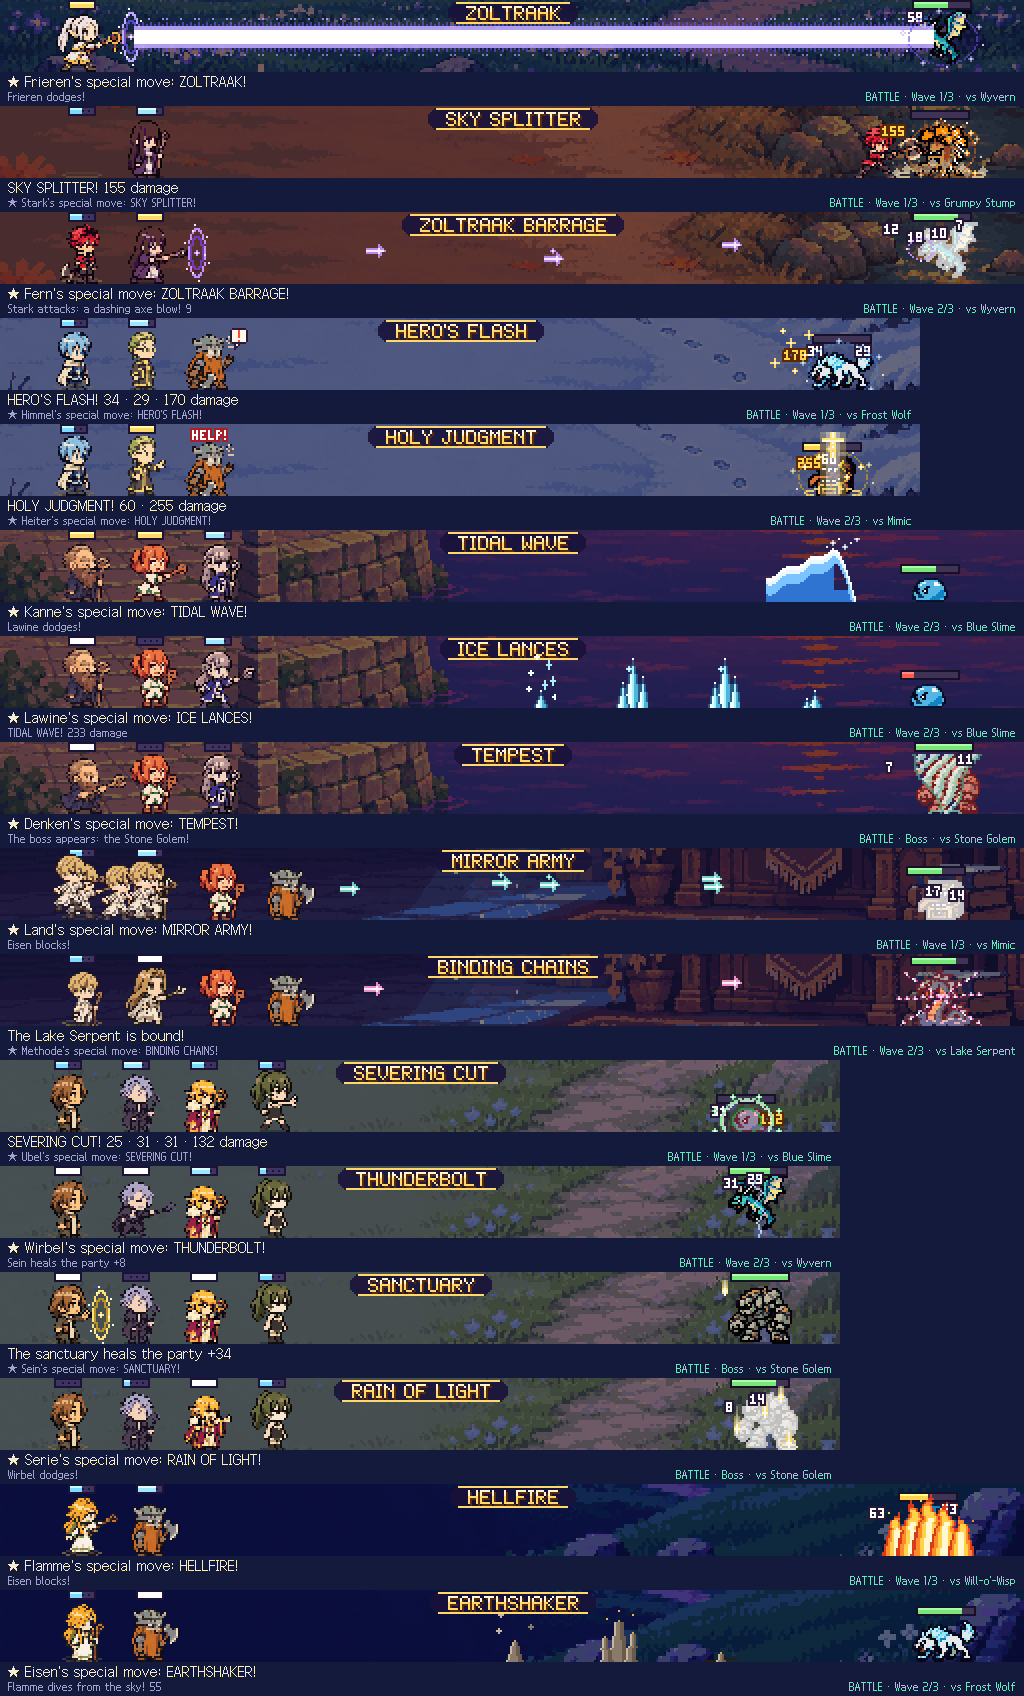 ZOLTRAAK
58
★ Frieren's special move: ZOLTRAAK!
Frieren dodges!
BATTLE · Wave 1/3 · vs Wyvern
SKY SPLITTER
155
SKY SPLITTER! 155 damage
★ Stark's special move: SKY SPLITTER!
BATTLE · Wave 1/3 · vs Grumpy Stump
ZOLTRAAK BARRAGE
12 18 10 7
★ Fern's special move: ZOLTRAAK BARRAGE!
Stark attacks: a dashing axe blow! 9
BATTLE · Wave 2/3 · vs Wyvern
HERO'S FLASH
!
34 29
HERO'S FLASH! 34 · 29 · 170 damage
★ Himmel's special move: HERO'S FLASH!
BATTLE · Wave 1/3 · vs Frost Wolf
HOLY JUDGMENT
HELP!
255 60
HOLY JUDGMENT! 60 · 255 damage
★ Heiter's special move: HOLY JUDGMENT!
BATTLE · Wave 2/3 · vs Mimic
TIDAL WAVE
★ Kanne's special move: TIDAL WAVE!
Lawine dodges!
BATTLE · Wave 2/3 · vs Blue Slime
ICE LANCES
★ Lawine's special move: ICE LANCES!
TIDAL WAVE! 233 damage
BATTLE · Wave 2/3 · vs Blue Slime
TEMPEST
7 11
★ Denken's special move: TEMPEST!
The boss appears: the Stone Golem!
BATTLE · Boss · vs Stone Golem
MIRROR ARMY
17 14
★ Land's special move: MIRROR ARMY!
Eisen blocks!
BATTLE · Wave 1/3 · vs Mimic
BINDING CHAINS
The Lake Serpent is bound!
★ Methode's special move: BINDING CHAINS!
BATTLE · Wave 2/3 · vs Lake Serpent
SEVERING CUT
SEVERING CUT! 25 · 31 · 31 · 132 damage
★ Ubel's special move: SEVERING CUT!
BATTLE · Wave 1/3 · vs Blue Slime
THUNDERBOLT
31 29
★ Wirbel's special move: THUNDERBOLT!
Sein heals the party +8
BATTLE · Wave 2/3 · vs Wyvern
SANCTUARY
The sanctuary heals the party +34
★ Sein's special move: SANCTUARY!
BATTLE · Boss · vs Stone Golem
RAIN OF LIGHT
8 14
★ Serie's special move: RAIN OF LIGHT!
Wirbel dodges!
BATTLE · Boss · vs Stone Golem
HELLFIRE
63
★ Flamme's special move: HELLFIRE!
Eisen blocks!
BATTLE · Wave 1/3 · vs Will-o'-Wisp
EARTHSHAKER
★ Eisen's special move: EARTHSHAKER!
Flamme dives from the sky! 55
BATTLE · Wave 2/3 · vs Frost Wolf